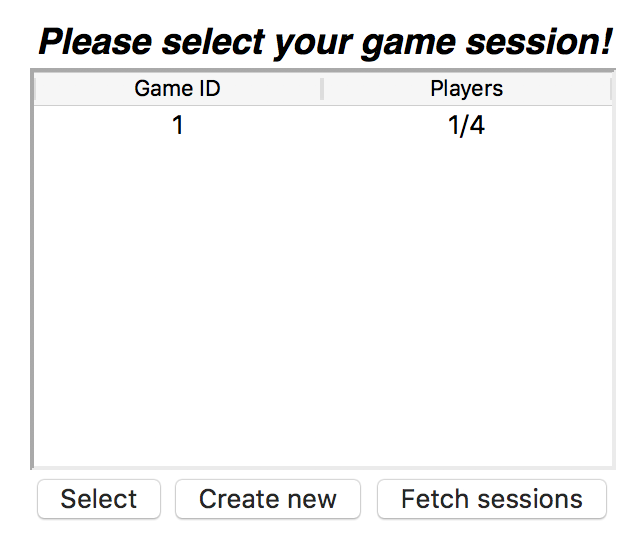 Please select your game session!
Game ID Players
1 1/4
Select Create new Fetch sessions